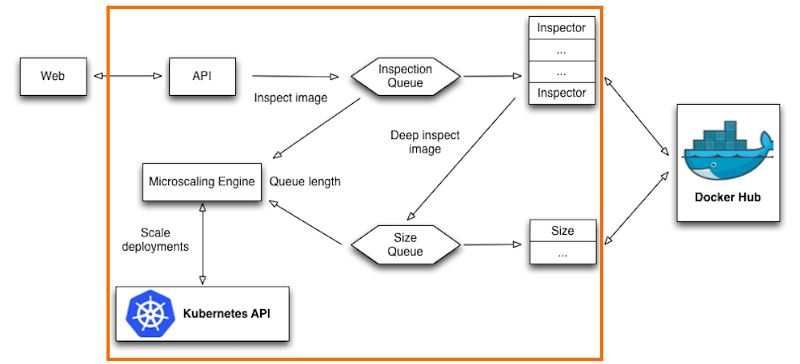 Inspector
...
...
Inspector
Web
API
Inspect image
Inspection
Queue
Deep inspect
image
Docker Hub
Microscaling Engine
Queue length
Scale
deployments
Size
Queue
Size
...
Kubernetes API